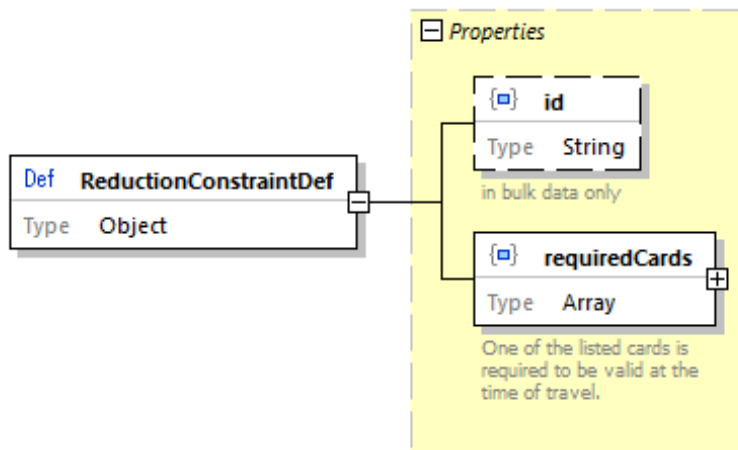 Properties
id
Type String
in bulk data only
Def ReductionConstraintDef
Type Object
requiredCards
Type Array
One of the listed cards is
required to be valid at the
time of travel.